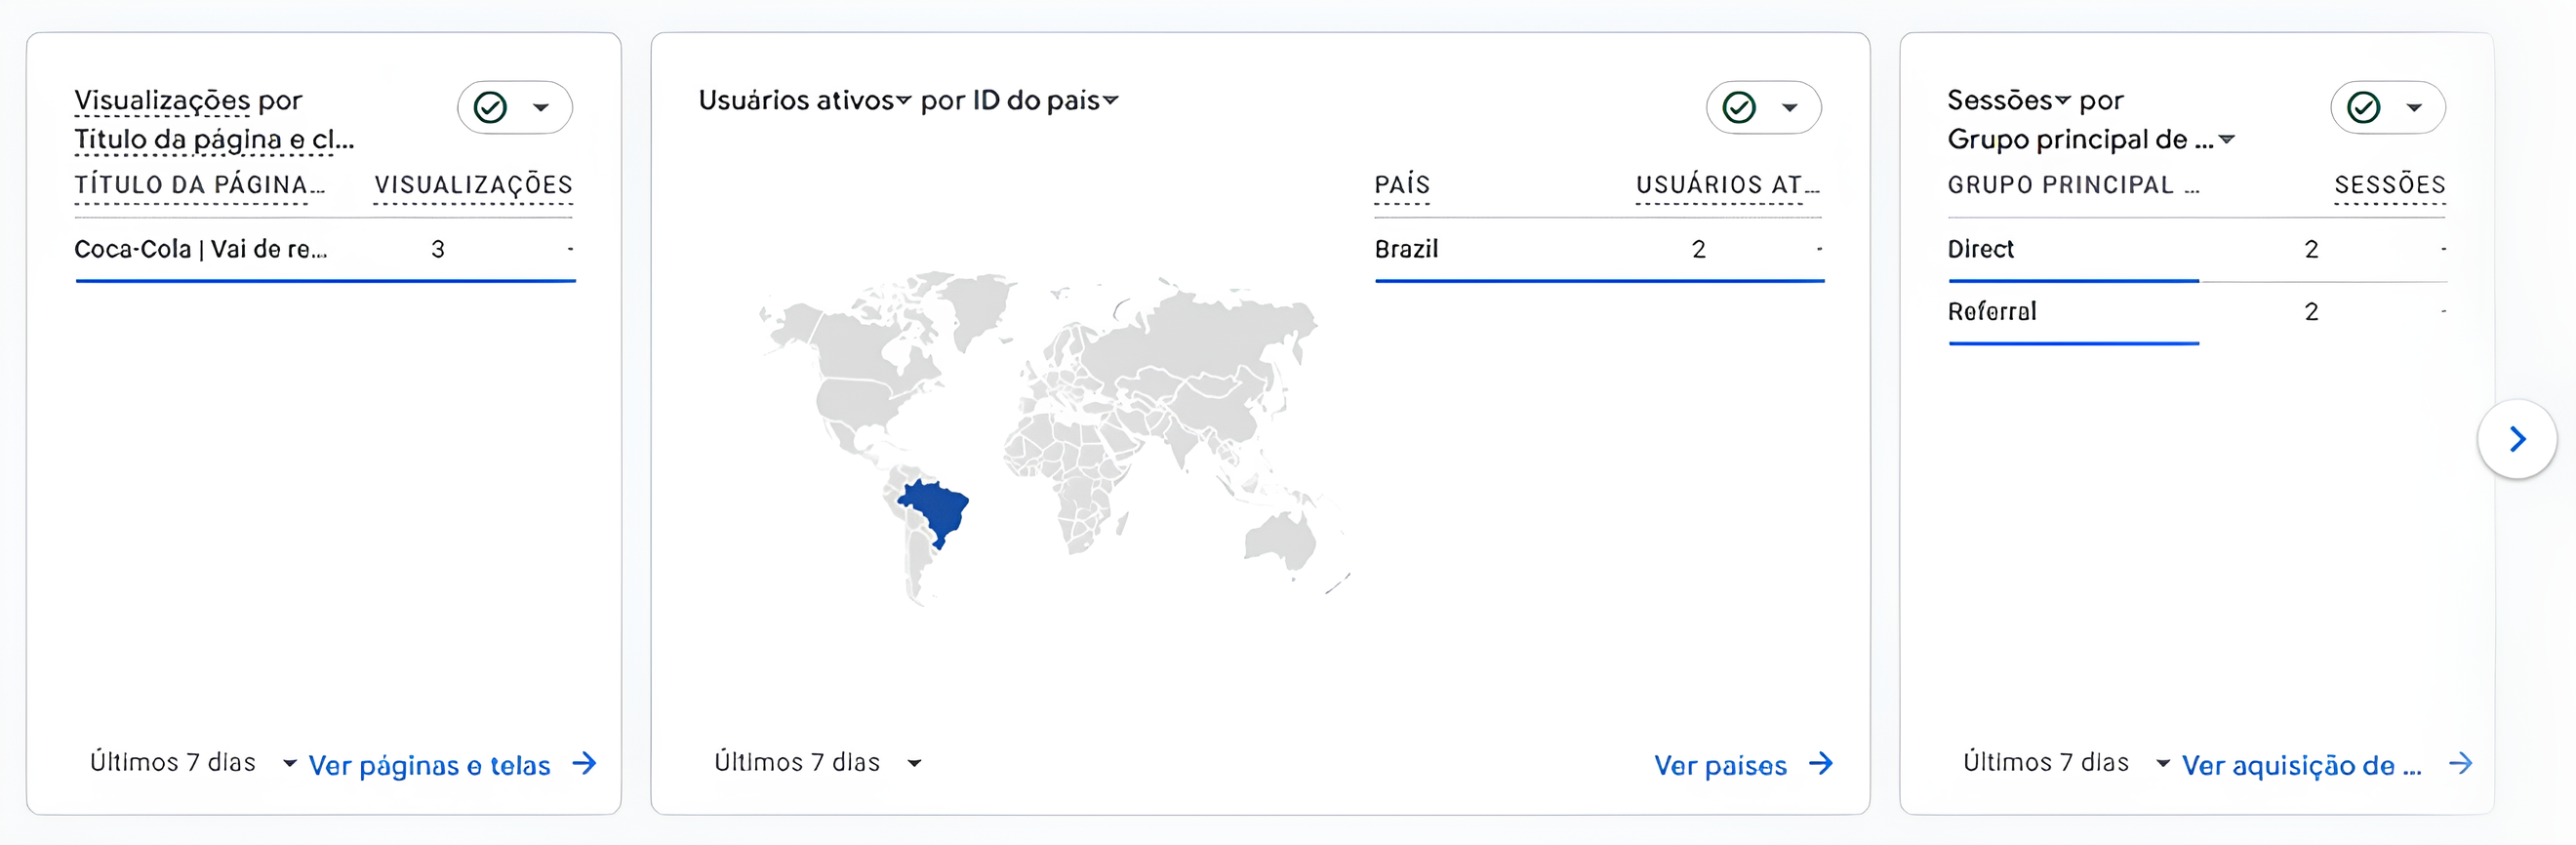 Visualizações por
Título da página e cl...
TÍTULO DA PÁGINA... VISUALIZAÇÕES
Coca-Cola | Vai de re... 3 -
Últimos 7 dias Ver páginas e telas
Usuários ativos por ID do país
PAÍS USUÁRIOS AT...
Brazil 2 -
Últimos 7 dias Ver países
Sessões por
Grupo principal de ...
GRUPO PRINCIPAL ... SESSÕES
Direct 2 -
Referral 2 -
Últimos 7 dias Ver aquisição de ...